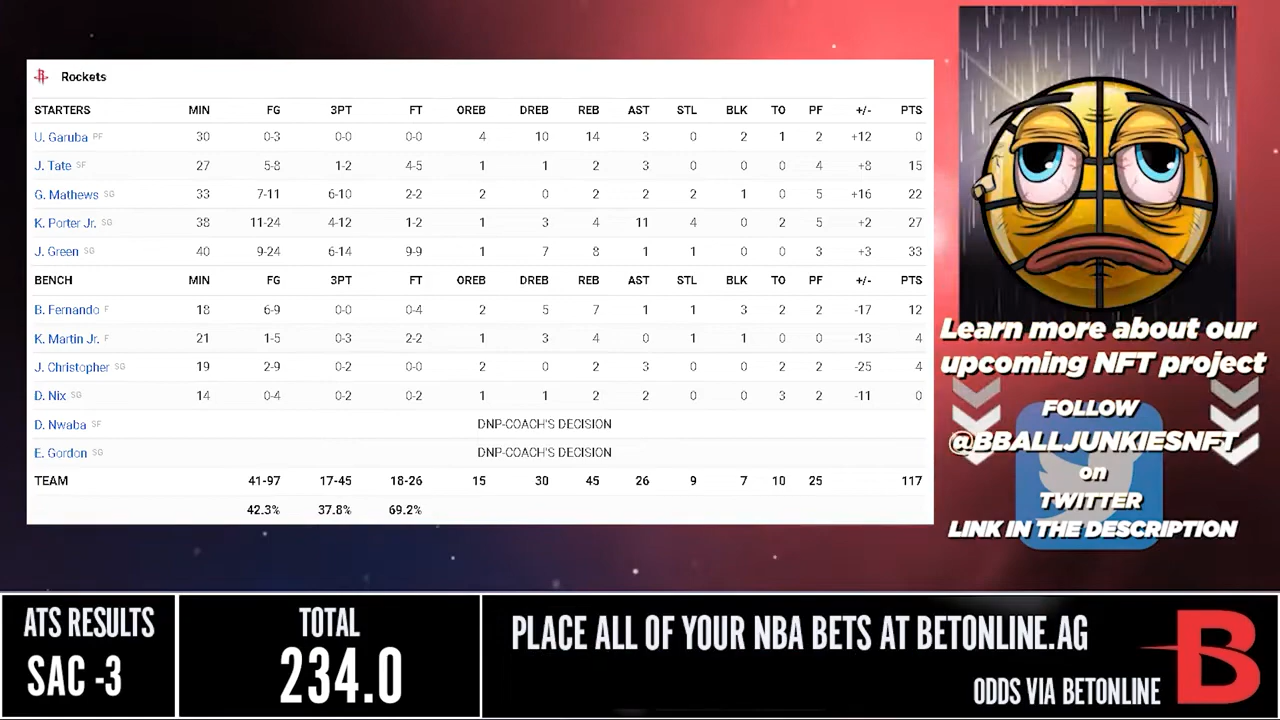 Rockets
STARTERS MIN FG 3PT FT OREB DREB REB AST STL BLK TO PF +/- PTS
U. Garuba PF 30 0-3 0-0 0-0 4 10 14 3 0 2 1 2 +12 0
J. Tate SF 27 5-8 1-2 4-5 1 1 2 3 0 0 0 4 +8 15
G. Mathews SG 33 7-11 6-10 2-2 2 0 2 2 2 1 0 5 +16 22
K. Porter Jr. SG 38 11-24 4-12 1-2 1 3 4 11 4 0 2 5 +2 27
J. Green SG 40 9-24 6-14 9-9 1 7 8 1 1 0 0 3 +3 33
BENCH MIN FG 3PT FT OREB DREB REB AST STL BLK TO PF +/- PTS
B. Fernando F 18 6-9 0-0 0-4 2 5 7 1 1 3 2 2 -17 12
K. Martin Jr. F 21 1-5 0-3 2-2 1 3 4 0 1 1 0 0 -13 4
J. Christopher SG 19 2-9 0-2 0-0 2 0 2 3 0 0 2 2 -25 4
D. Nix SG 14 0-4 0-2 0-2 1 1 2 2 0 0 3 2 -11 0
D. Nwaba SF DNP-COACH'S DECISION
E. Gordon SG DNP-COACH'S DECISION
TEAM 41-97 17-45 18-26 15 30 45 26 9 7 10 25 117
42.3% 37.8% 69.2%
Learn more about our
upcoming NFT project
FOLLOW
@BBALLJUNKIESNFT
on
TWITTER
LINK IN THE DESCRIPTION
ATS RESULTS
SAC -3
TOTAL
234.0
PLACE ALL OF YOUR NBA BETS AT BETONLINE.AG
ODDS VIA BETONLINE
B